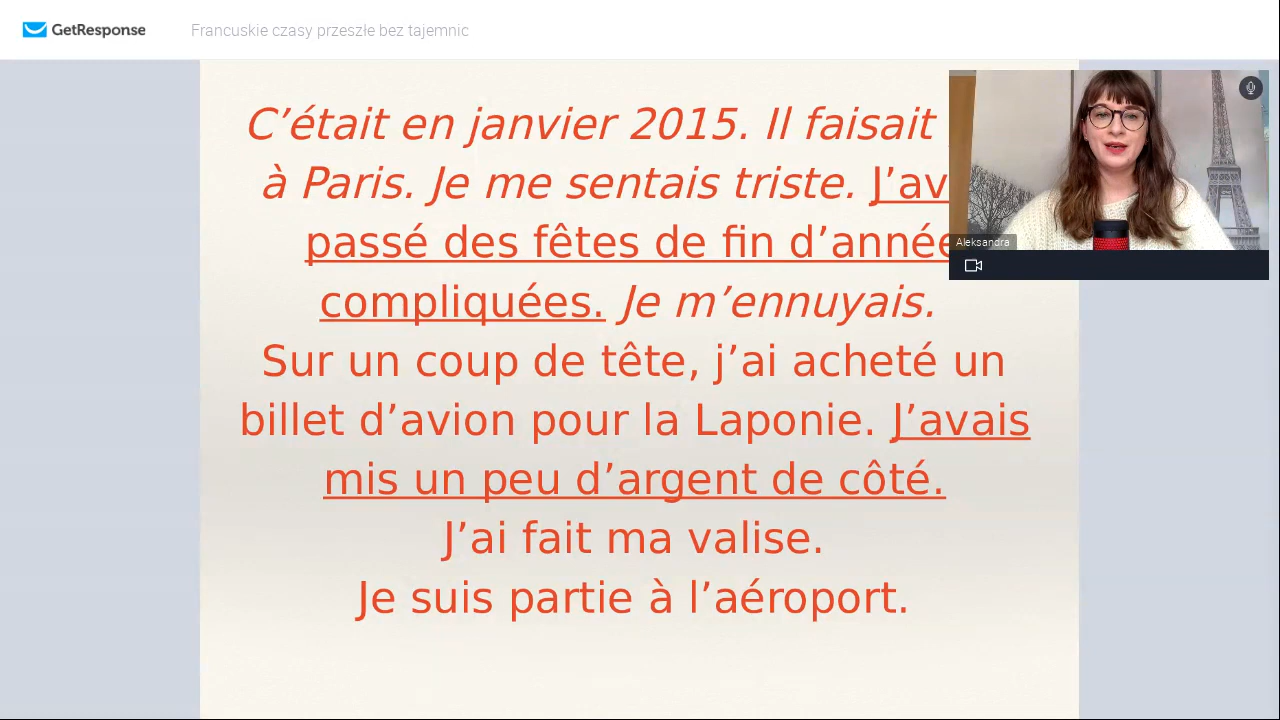 GetResponse
Francuskie czasy przeszłe bez tajemnic
C’était en janvier 2015. Il faisait
à Paris. Je me sentais triste.
passé des fêtes de fin d’année
compliquées. Je m’ennuyais.
Sur un coup de tête, j’ai acheté un
billet d’avion pour la Laponie. J’avais
mis un peu d’argent de côté.
J’ai fait ma valise.
Je suis partie à l’aéroport.
Aleksandra